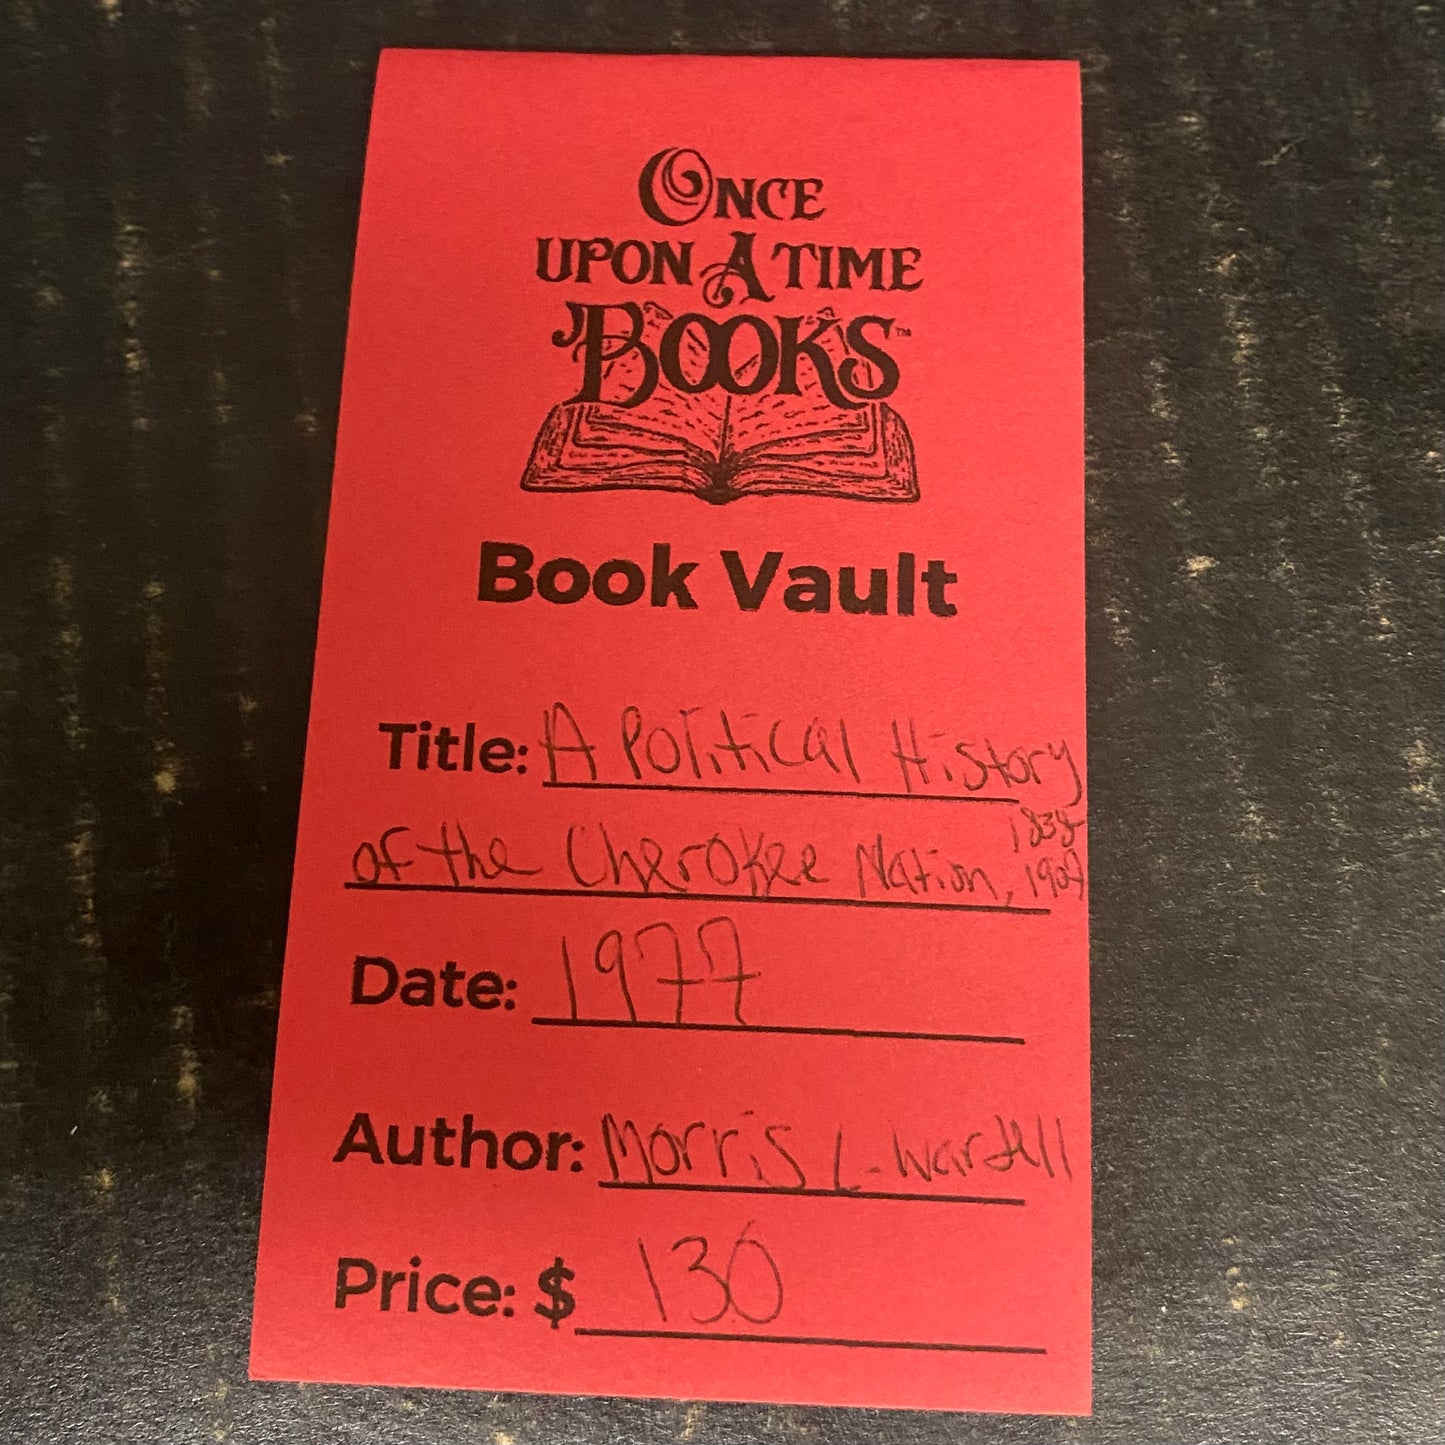 ONCE
UPON A TIME
BOOKS™
Book Vault
Title: A Political History
of the Cherokee Nation, 1838-
1907
Date: 1977
Author: Morris L. Wardell
Price: $ 130